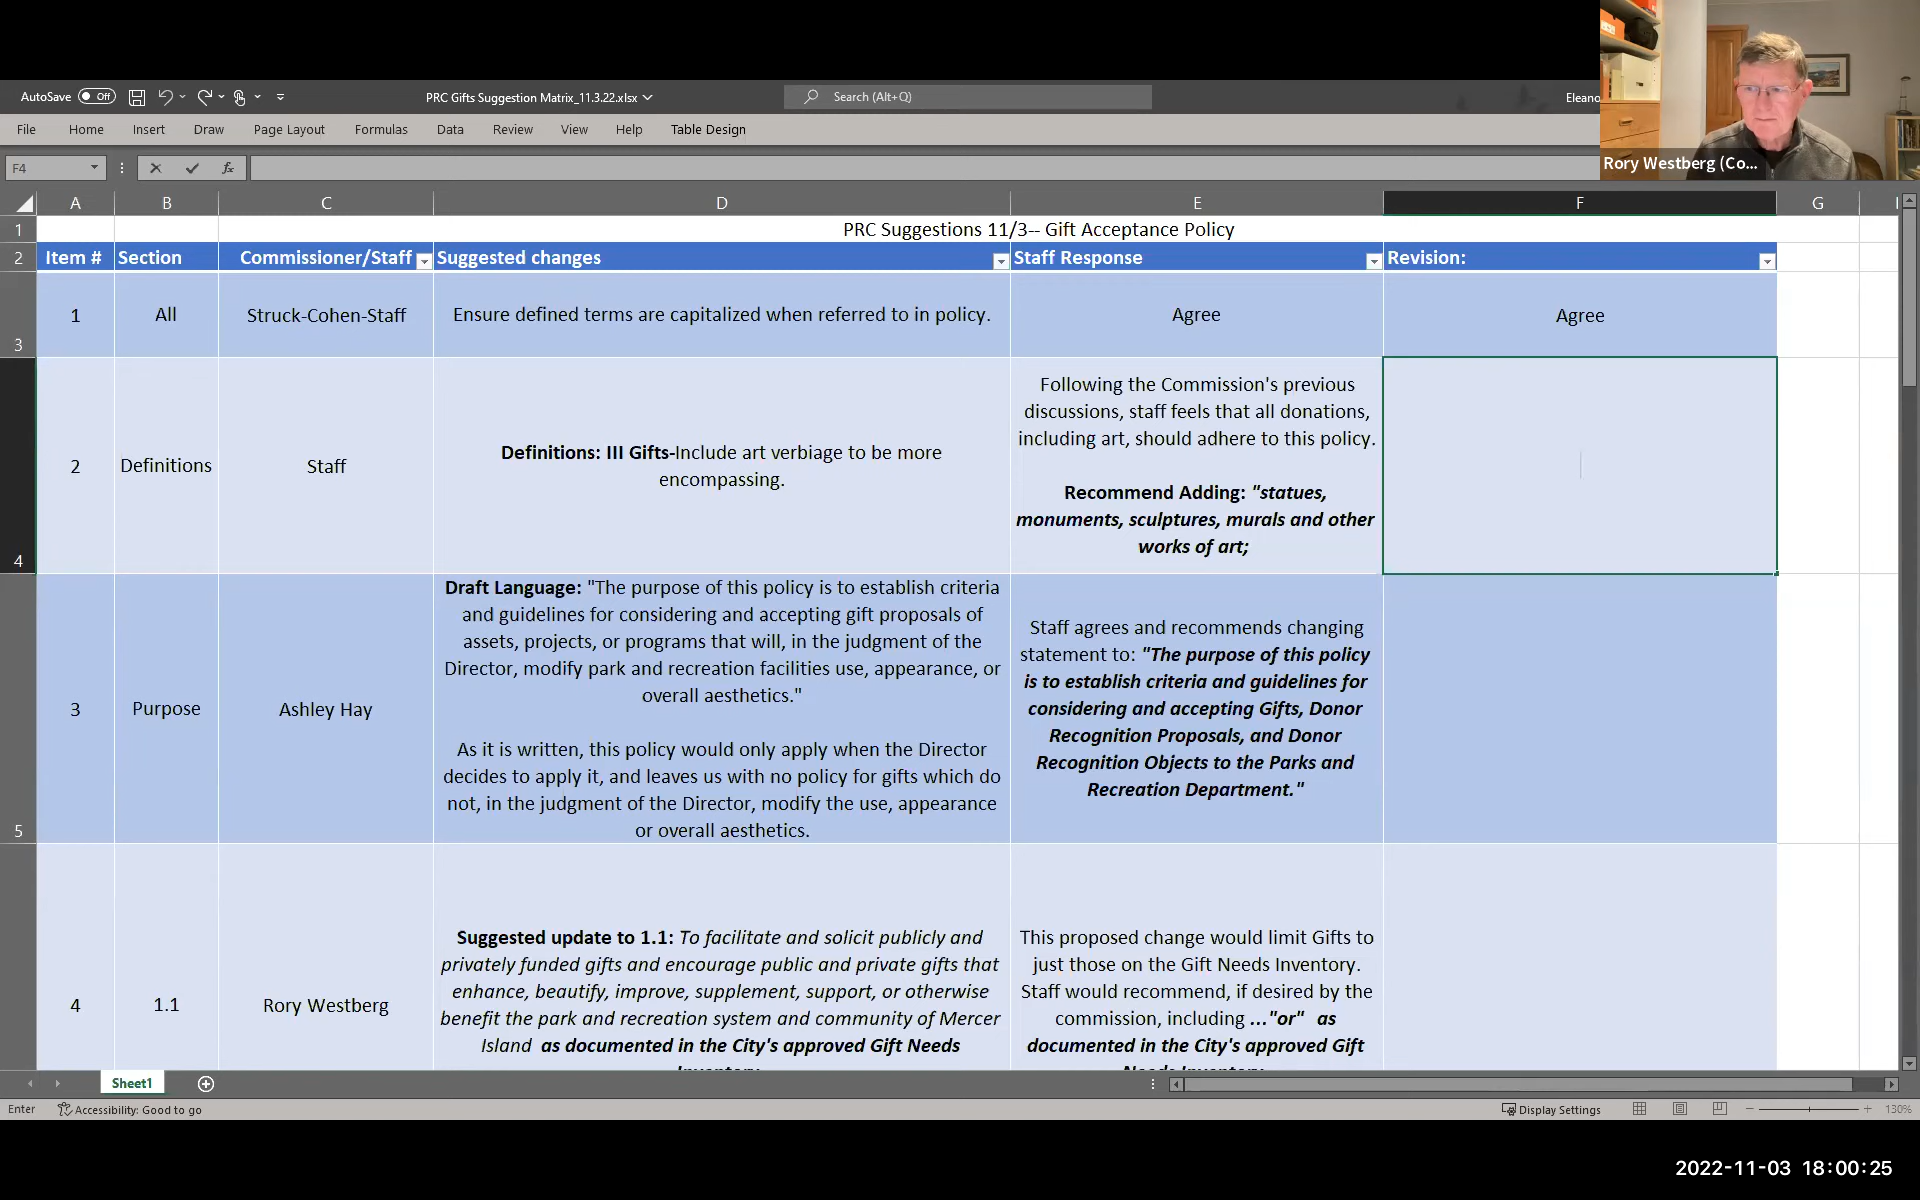 AutoSave Off
PRC Gifts Suggestion Matrix_11.3.22.xlsx
Search (Alt+Q)
Eleano
Rory Westberg (Co...
File Home Insert Draw Page Layout Formulas Data Review View Help Table Design
F4
fx
A B C D E F G
1
PRC Suggestions 11/3-- Gift Acceptance Policy
2
Item # Section Commissioner/Staff Suggested changes Staff Response Revision:
3
1
All
Struck-Cohen-Staff
Ensure defined terms are capitalized when referred to in policy.
Agree
Agree
4
2
Definitions
Staff
Definitions: III Gifts-Include art verbiage to be more
encompassing.
Following the Commission's previous
discussions, staff feels that all donations,
including art, should adhere to this policy.
Recommend Adding: "statues,
monuments, sculptures, murals and other
works of art;
5
3
Purpose
Ashley Hay
Draft Language: "The purpose of this policy is to establish criteria
and guidelines for considering and accepting gift proposals of
assets, projects, or programs that will, in the judgment of the
Director, modify park and recreation facilities use, appearance, or
overall aesthetics."
As it is written, this policy would only apply when the Director
decides to apply it, and leaves us with no policy for gifts which do
not, in the judgment of the Director, modify the use, appearance
or overall aesthetics.
Staff agrees and recommends changing
statement to: "The purpose of this policy
is to establish criteria and guidelines for
considering and accepting Gifts, Donor
Recognition Proposals, and Donor
Recognition Objects to the Parks and
Recreation Department."
4
1.1
Rory Westberg
Suggested update to 1.1: To facilitate and solicit publicly and
privately funded gifts and encourage public and private gifts that
enhance, beautify, improve, supplement, support, or otherwise
benefit the park and recreation system and community of Mercer
Island as documented in the City's approved Gift Needs
This proposed change would limit Gifts to
just those on the Gift Needs Inventory.
Staff would recommend, if desired by the
commission, including ..."or" as
documented in the City's approved Gift
Sheet1
Enter
Accessibility: Good to go
Display Settings
130%
2022-11-03 18:00:25